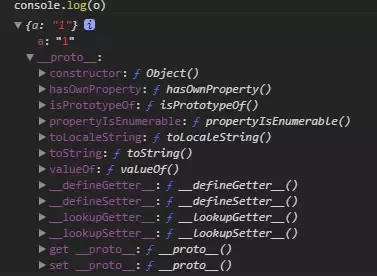 console.log(o)
▼ {a: "1"} i
a: "1"
▼ __proto__:
▶ constructor: ƒ Object()
▶ hasOwnProperty: ƒ hasOwnProperty()
▶ isPrototypeOf: ƒ isPrototypeOf()
▶ propertyIsEnumerable: ƒ propertyIsEnumerable()
▶ toLocaleString: ƒ toLocaleString()
▶ toString: ƒ toString()
▶ valueOf: ƒ valueOf()
▶ __defineGetter__: ƒ __defineGetter__()
▶ __defineSetter__: ƒ __defineSetter__()
▶ __lookupGetter__: ƒ __lookupGetter__()
▶ __lookupSetter__: ƒ __lookupSetter__()
▶ get __proto__: ƒ __proto__()
▶ set __proto__: ƒ __proto__()